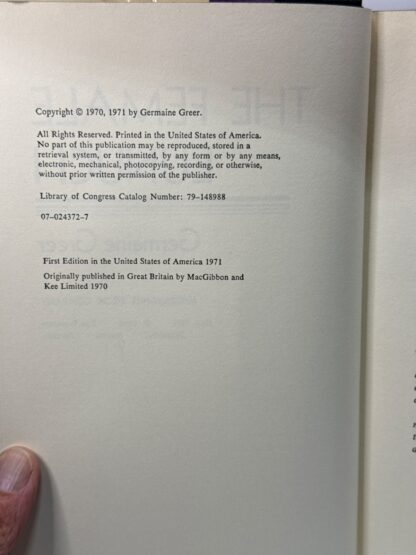 Copyright © 1970, 1971 by Germaine Greer.
All Rights Reserved. Printed in the United States of America.
No part of this publication may be reproduced, stored in a
retrieval system, or transmitted, by any form or by any means,
electronic, mechanical, photocopying, recording, or otherwise,
without prior written permission of the publisher.
Library of Congress Catalog Number: 79-148988
07-024372-7
First Edition in the United States of America 1971
Originally published in Great Britain by MacGibbon and
Kee Limited 1970